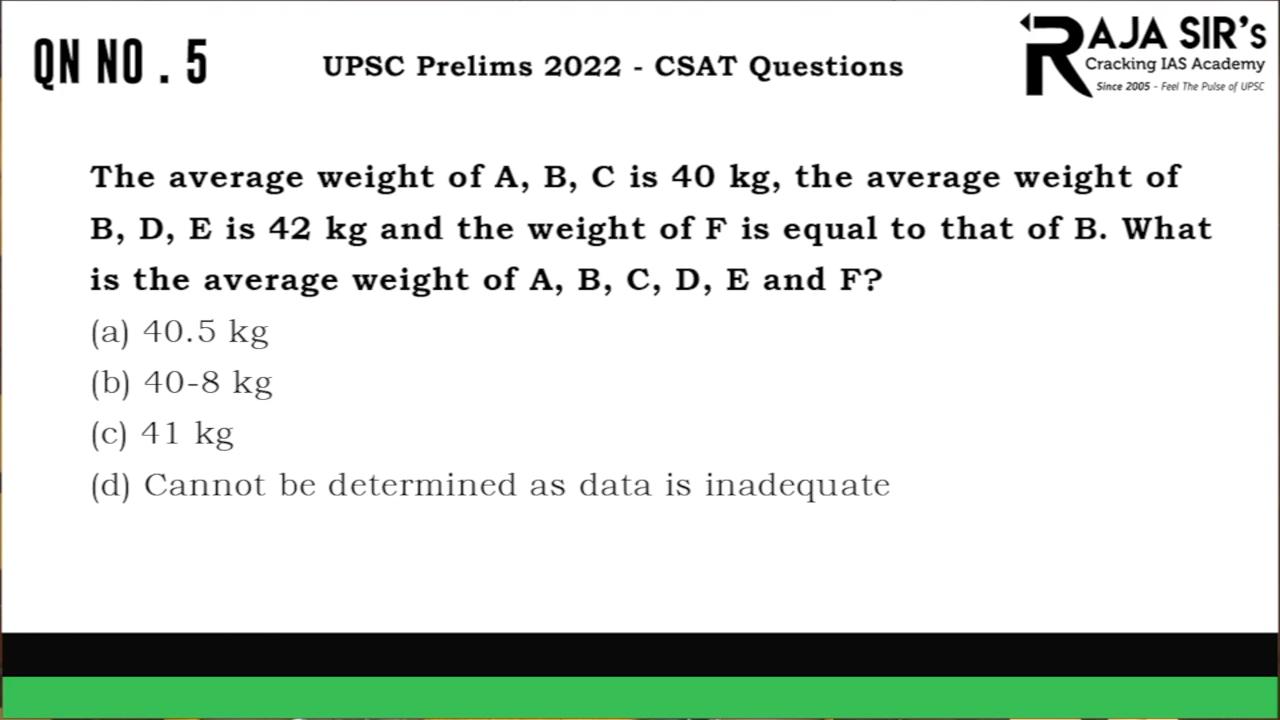 QN NO . 5
UPSC Prelims 2022 - CSAT Questions
RAJA SIR's
Cracking IAS Academy
Since 2005 - Feel The Pulse of UPSC
The average weight of A, B, C is 40 kg, the average weight of
B, D, E is 42 kg and the weight of F is equal to that of B. What
is the average weight of A, B, C, D, E and F?
(a) 40.5 kg
(b) 40-8 kg
(c) 41 kg
(d) Cannot be determined as data is inadequate